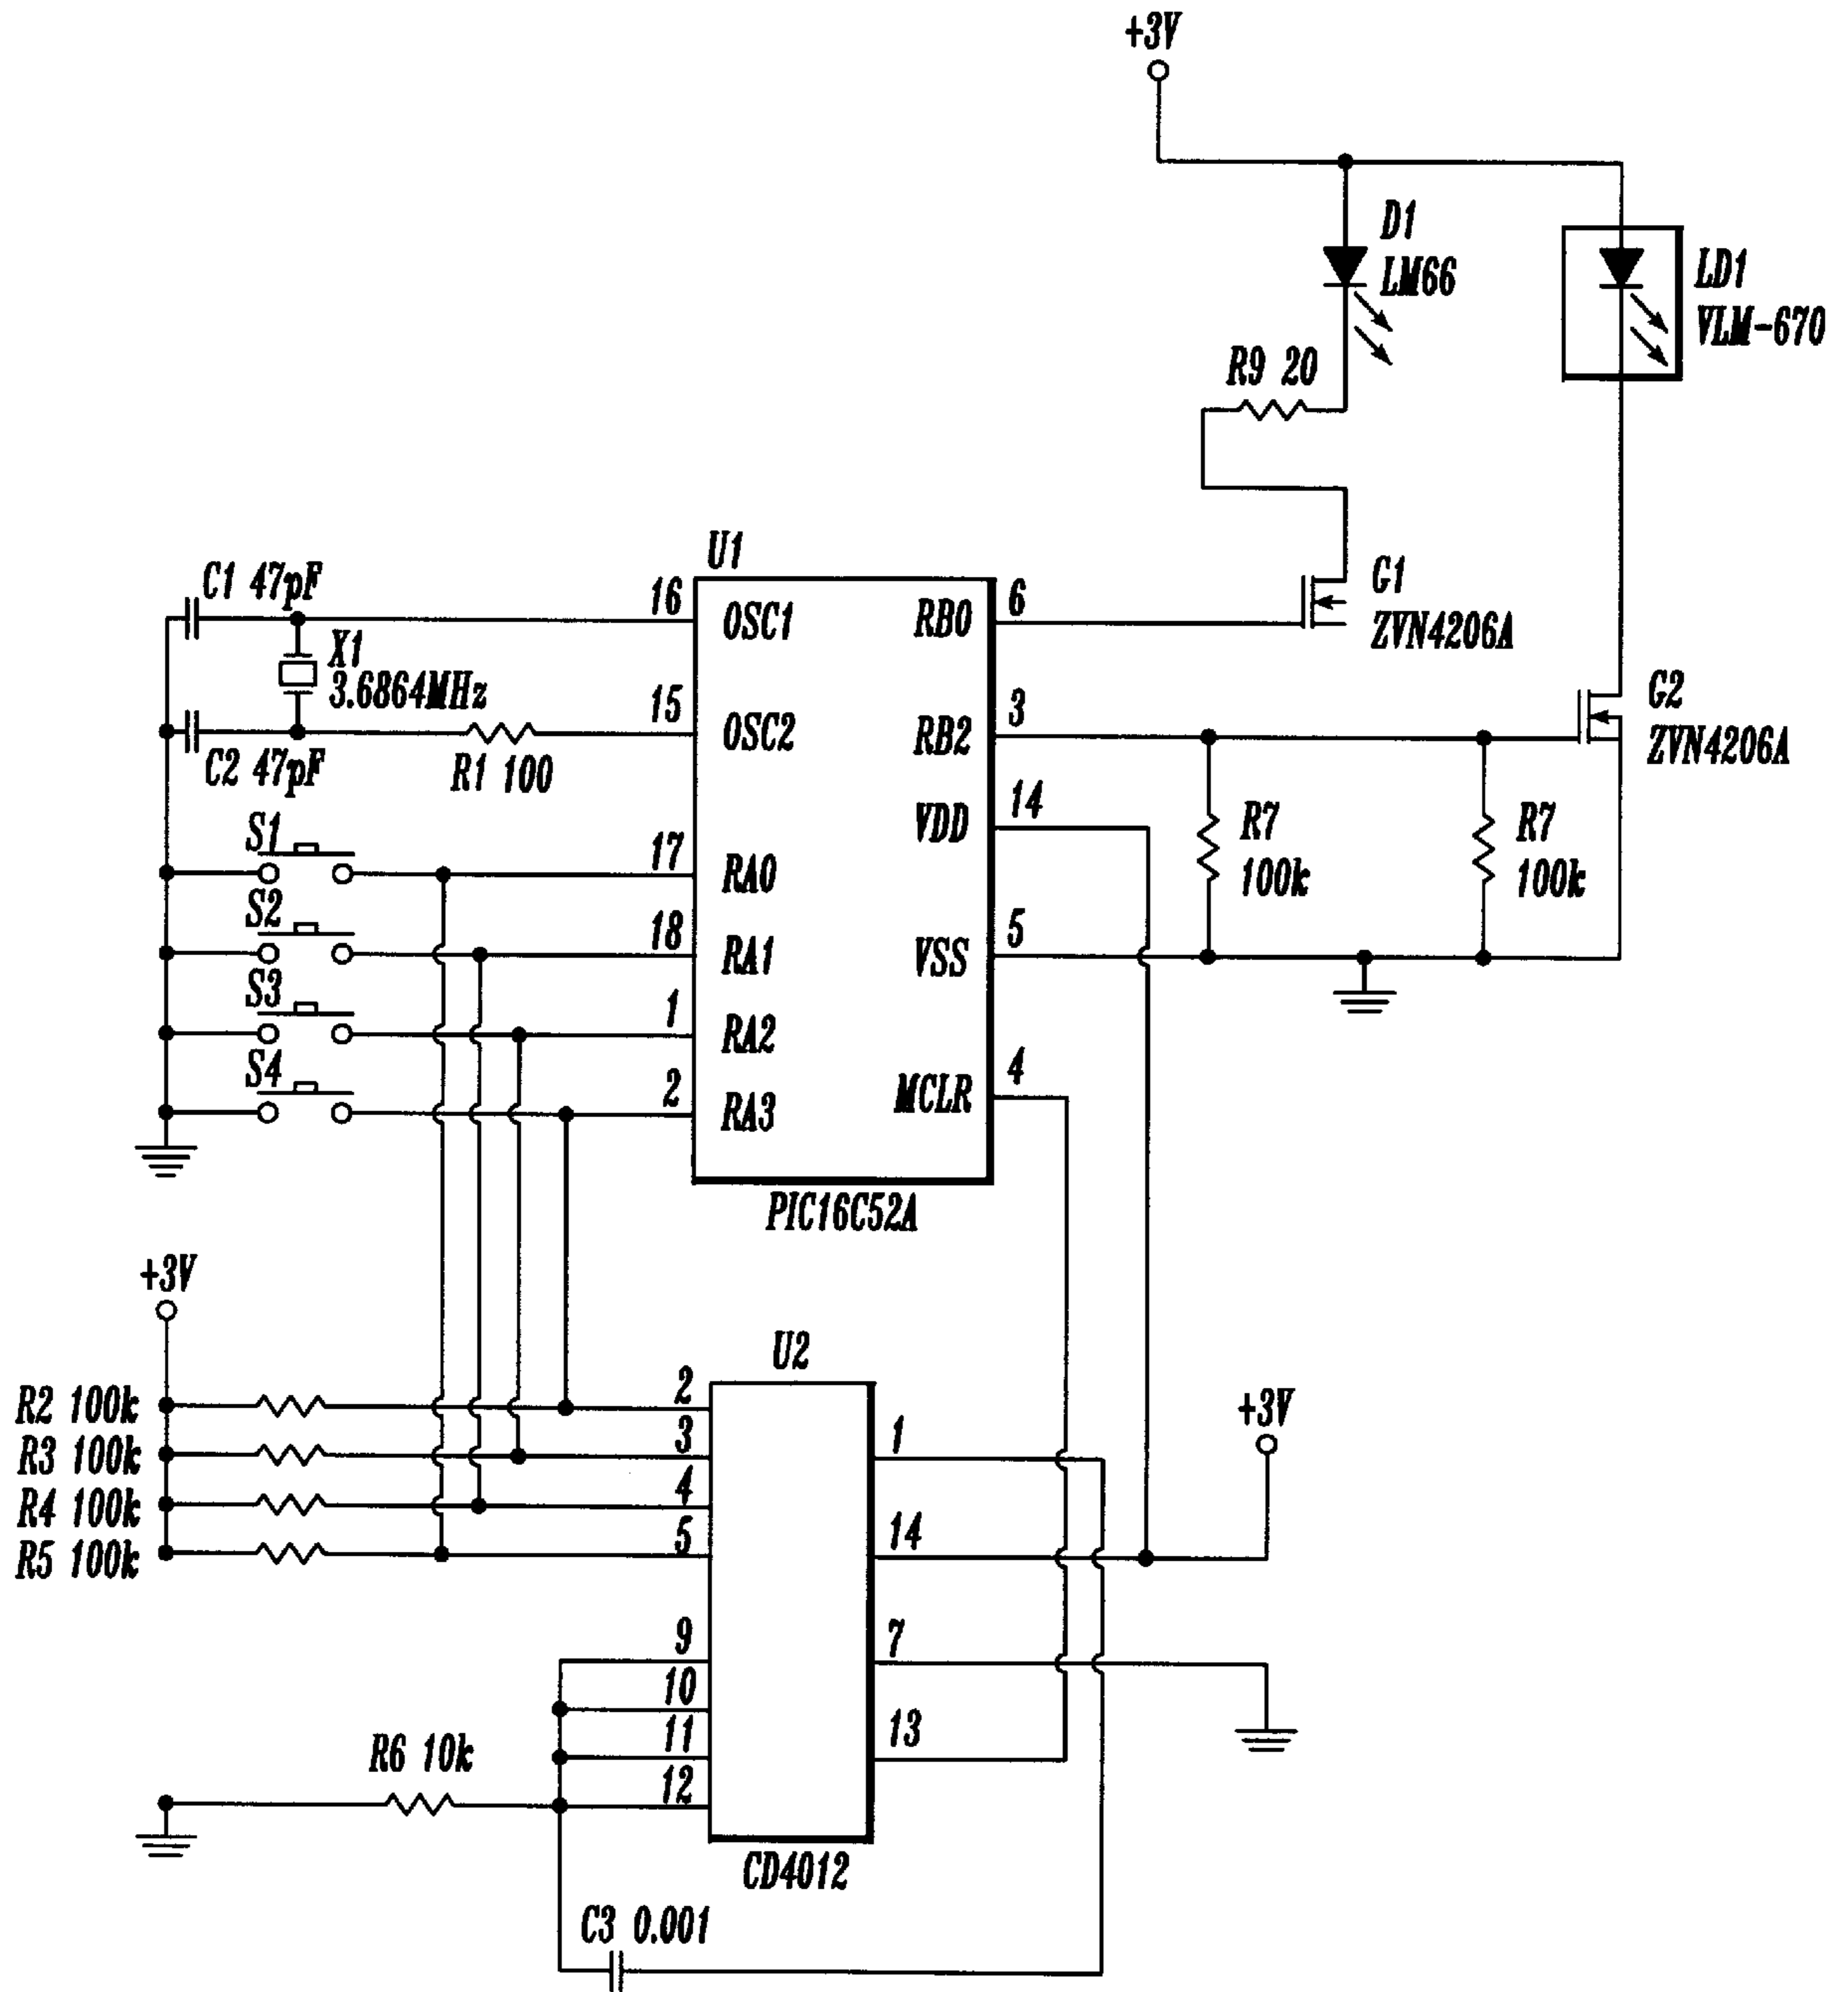 +3V
D1
LM66
LD1
VLM-670
R9 20
U1
C1 47pF
16
OSC1
RB0
6
G1
ZVN4206A
X1
3.6864MHz
15
OSC2
RB2
3
G2
ZVN4206A
C2 47pF
R1 100
S1
17
RA0
VDD
14
R7
100k
R7
100k
S2
18
RA1
VSS
5
S3
1
RA2
S4
2
RA3
MCLR
4
PIC16C52A
+3V
U2
R2 100k
2
+3V
R3 100k
3
1
R4 100k
4
R5 100k
5
14
9
7
10
11
13
R6 10k
12
CD4012
C3 0.001